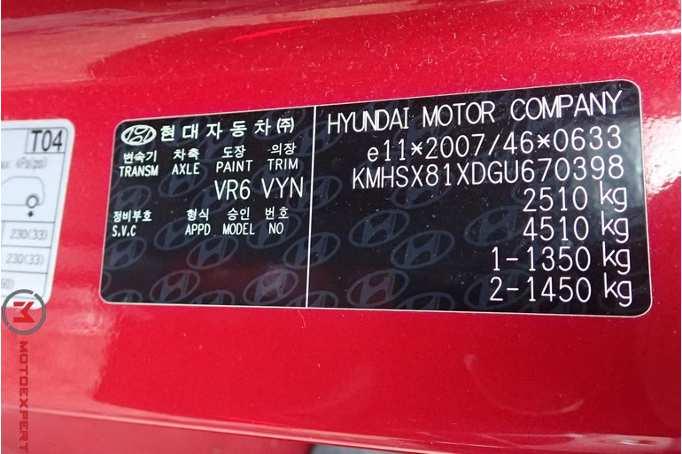 T04
230(33)
230(33)
현대자동차㈜
변속기 차축 도장 의장
TRANSM AXLE PAINT TRIM
VR6 VYN
정비부호 형식 승인 번호
S.V.C APPD MODEL NO
HYUNDAI MOTOR COMPANY
e11*2007/46*0633
KMHSX81XDGU670398
2510 kg
4510 kg
1-1350 kg
2-1450 kg
MOTOEXPERT